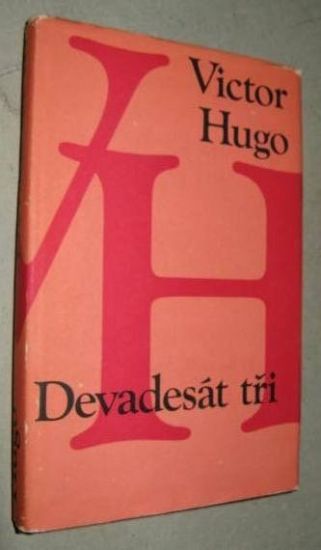 Victor
Hugo
VH
Devadesát tři